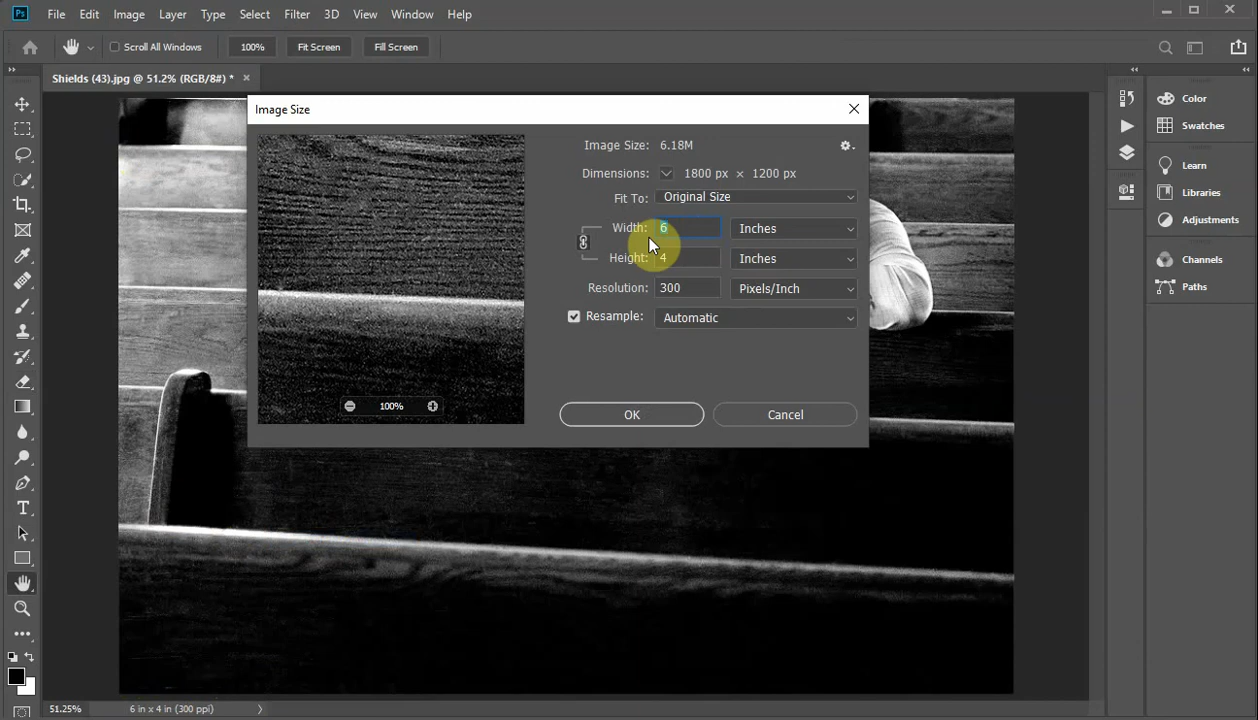 Ps File Edit Image Layer Type Select Filter 3D View Window Help
Scroll All Windows 100% Fit Screen Fill Screen
Shields (43).jpg @ 51.2% (RGB/8#) *
Image Size
Image Size: 6.18M
Dimensions: 1800 px × 1200 px
Fit To: Original Size
Width: 6 Inches
Height: 4 Inches
Resolution: 300 Pixels/Inch
Resample: Automatic
100%
OK Cancel
Color
Swatches
Learn
Libraries
Adjustments
Channels
Paths
51.25% 6 in x 4 in (300 ppi)